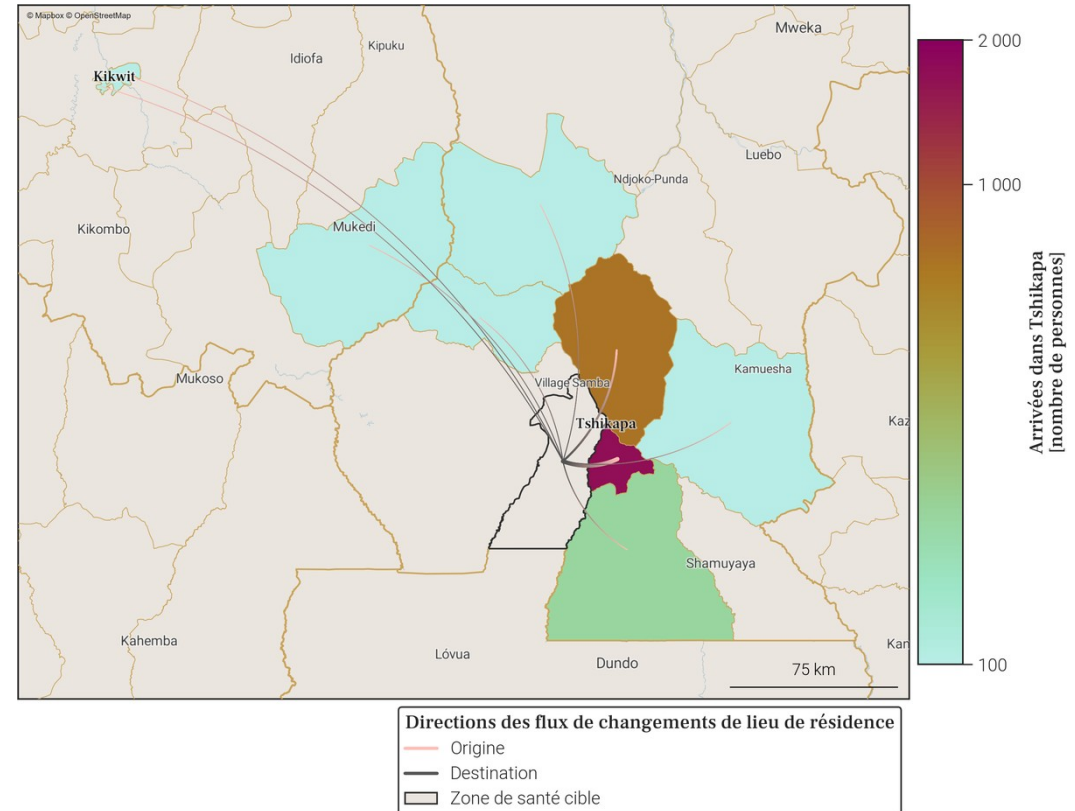 © Mapbox © OpenStreetMap
Mweka
Kipuku
Idiofa
Kikwit
Luebo
Ndjoko-Punda
Kikombo
Mukedi
Mukoso
Village Samba
Kamuesha
Tshikapa
Kaz
Shamuyaya
Kahemba
Lóvua
Dundo
Kan
75 km
2 000
1 000
100
Arrivées dans Tshikapa
[nombre de personnes]
Directions des flux de changements de lieu de résidence
Origine
Destination
Zone de santé cible